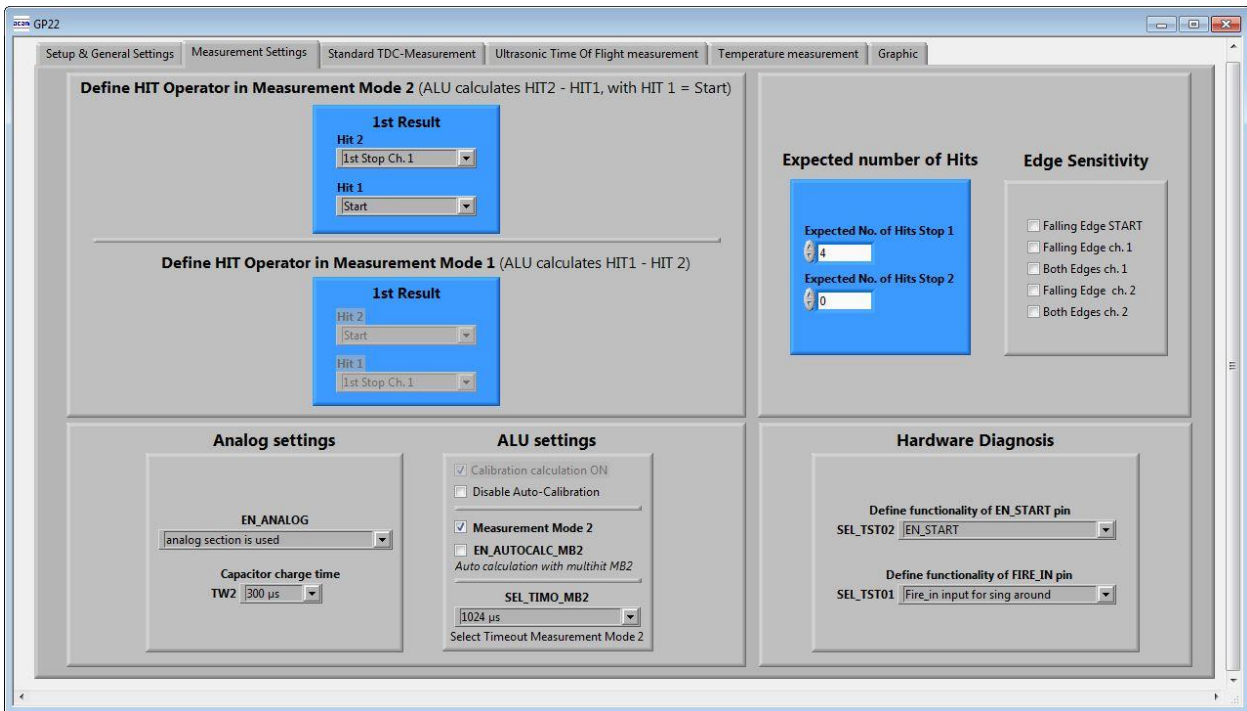 acam GP22
Setup & General Settings
Measurement Settings
Standard TDC-Measurement
Ultrasonic Time Of Flight measurement
Temperature measurement
Graphic
Define HIT Operator in Measurement Mode 2 (ALU calculates HIT2 - HIT1, with HIT 1 = Start)
1st Result
Hit 2
1st Stop Ch. 1
Hit 1
Start
Define HIT Operator in Measurement Mode 1 (ALU calculates HIT1 - HIT 2)
1st Result
Hit 2
Start
Hit 1
1st Stop Ch. 1
Expected number of Hits
Expected No. of Hits Stop 1
4
Expected No. of Hits Stop 2
0
Edge Sensitivity
Falling Edge START
Falling Edge ch. 1
Both Edges ch. 1
Falling Edge ch. 2
Both Edges ch. 2
Analog settings
EN_ANALOG
analog section is used
Capacitor charge time
TW2 300 µs
ALU settings
Calibration calculation ON
Disable Auto-Calibration
Measurement Mode 2
EN_AUTOCALC_MB2
Auto calculation with multihit MB2
SEL_TIMO_MB2
1024 µs
Select Timeout Measurement Mode 2
Hardware Diagnosis
Define functionality of EN_START pin
SEL_TST02 EN_START
Define functionality of FIRE_IN pin
SEL_TST01 Fire_in input for sing around